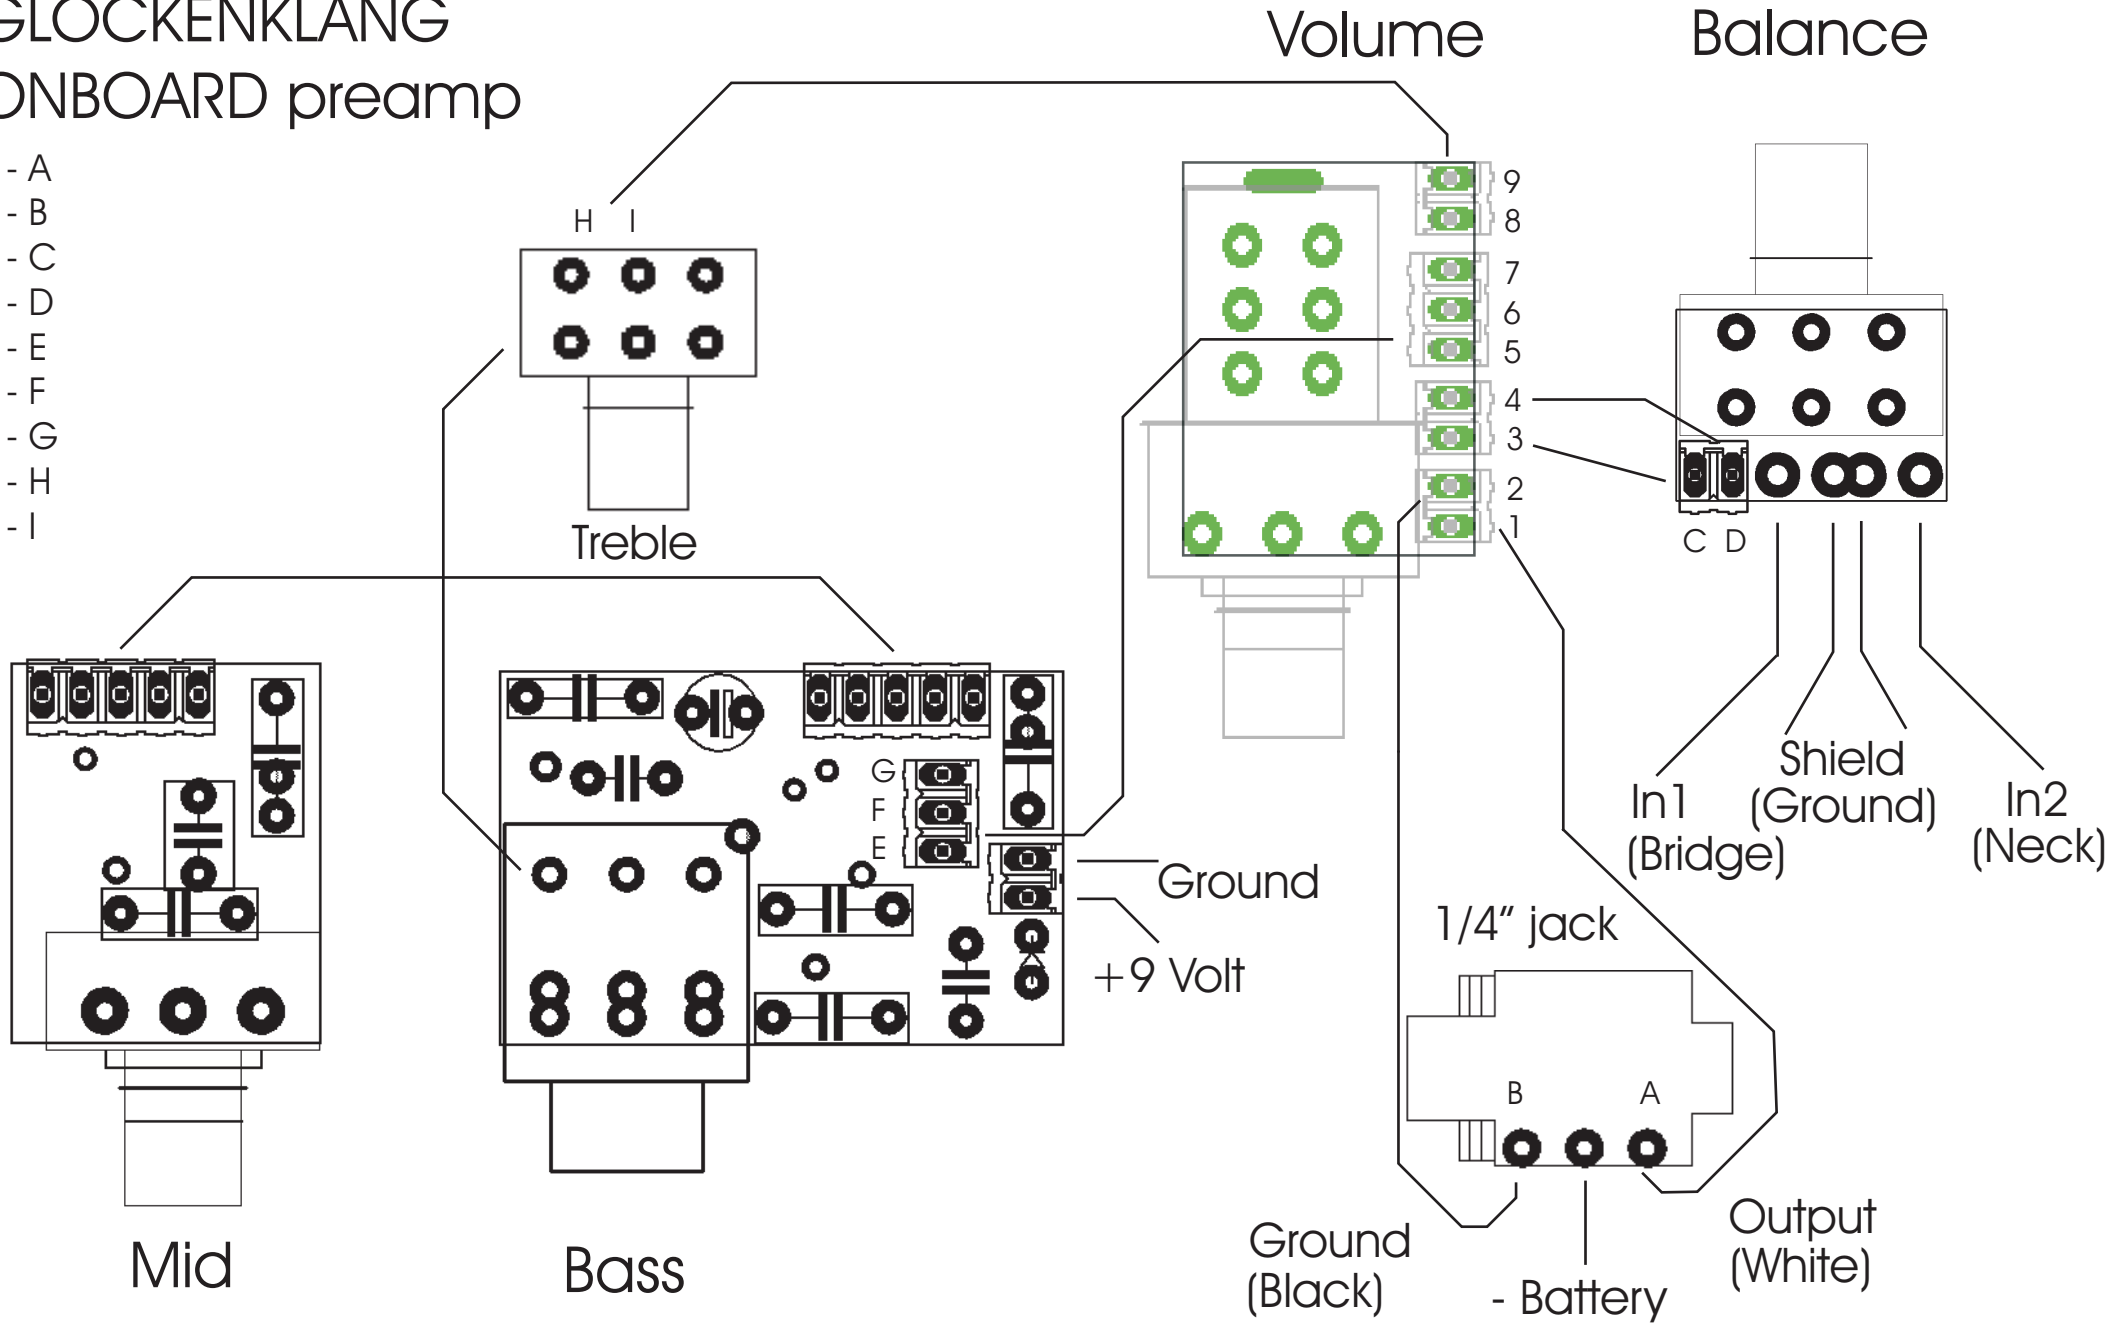 GLOCKENKLANG
ONBOARD preamp
- A
- B
- C
- D
- E
- F
- G
- H
- I
Volume
Balance
H I
Treble
9
8
7
6
5
4
3
2
1
C D
In1
(Bridge)
Shield
(Ground)
In2
(Neck)
G
F
E
Ground
+9 Volt
1/4" jack
B A
Mid
Bass
Ground
(Black)
- Battery
Output
(White)